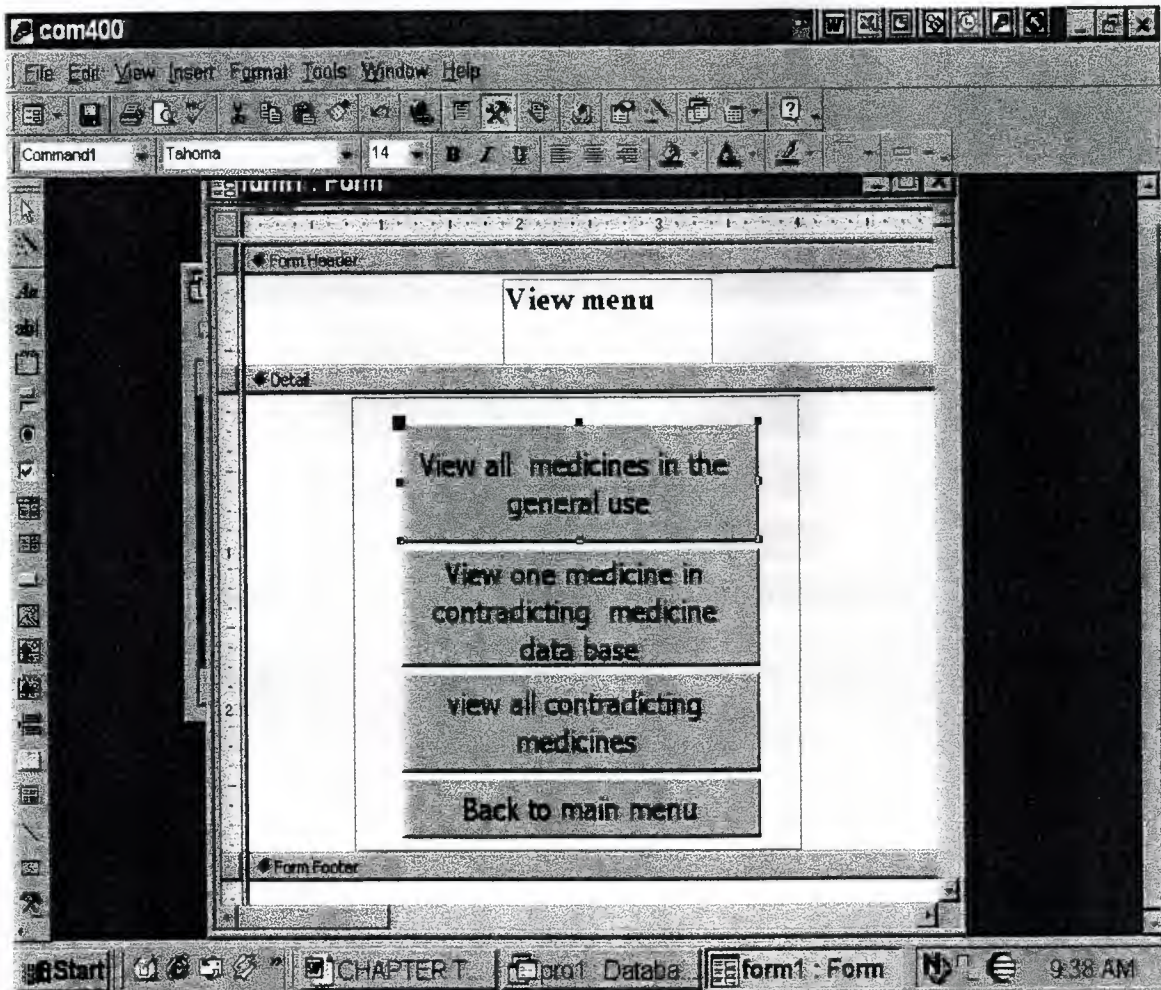 com400
File Edit View Insert Format Tools Window Help
Command1 Tahoma 14 B I U
form1 : Form
Form Header
View menu
Detail
View all medicines in the
general use
View one medicine in
contradicting medicine
data base
view all contradicting
medicines
Back to main menu
Form Footer
Start CHAPTER T... pro1 : Databa... form1 : Form 9:38 AM